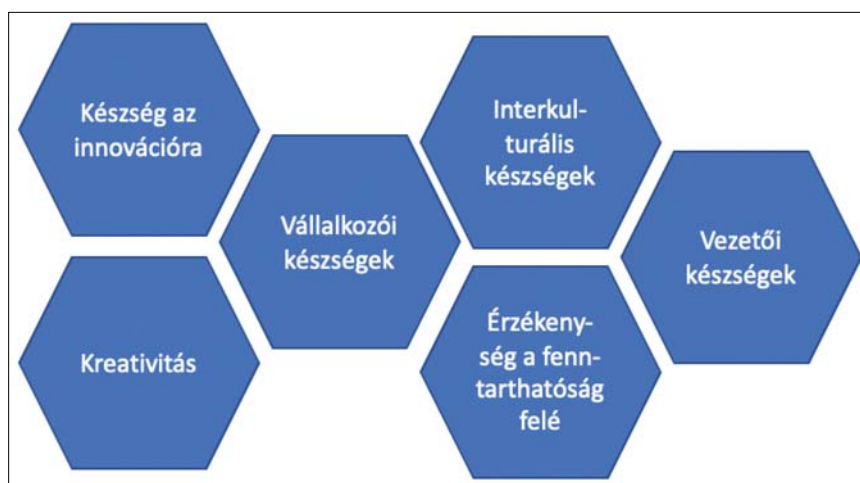 Készség az
innovációra
Kreativitás
Vállalkozói
készségek
Interkul-
turális
készségek
Érzékeny-
ség a fenn-
tarthatóság
felé
Vezetői
készségek